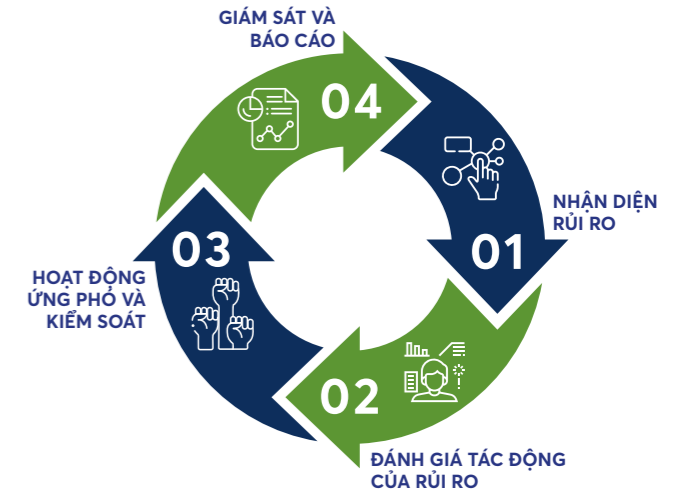 GIÁM SÁT VÀ
BÁO CÁO
04
NHẬN DIỆN
RỦI RO
01
03
HOẠT ĐỘNG
ỨNG PHÓ VÀ
KIỂM SOÁT
02
ĐÁNH GIÁ TÁC ĐỘNG
CỦA RỦI RO